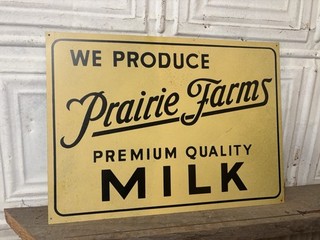 WE PRODUCE
Prairie Farms
PREMIUM QUALITY
MILK